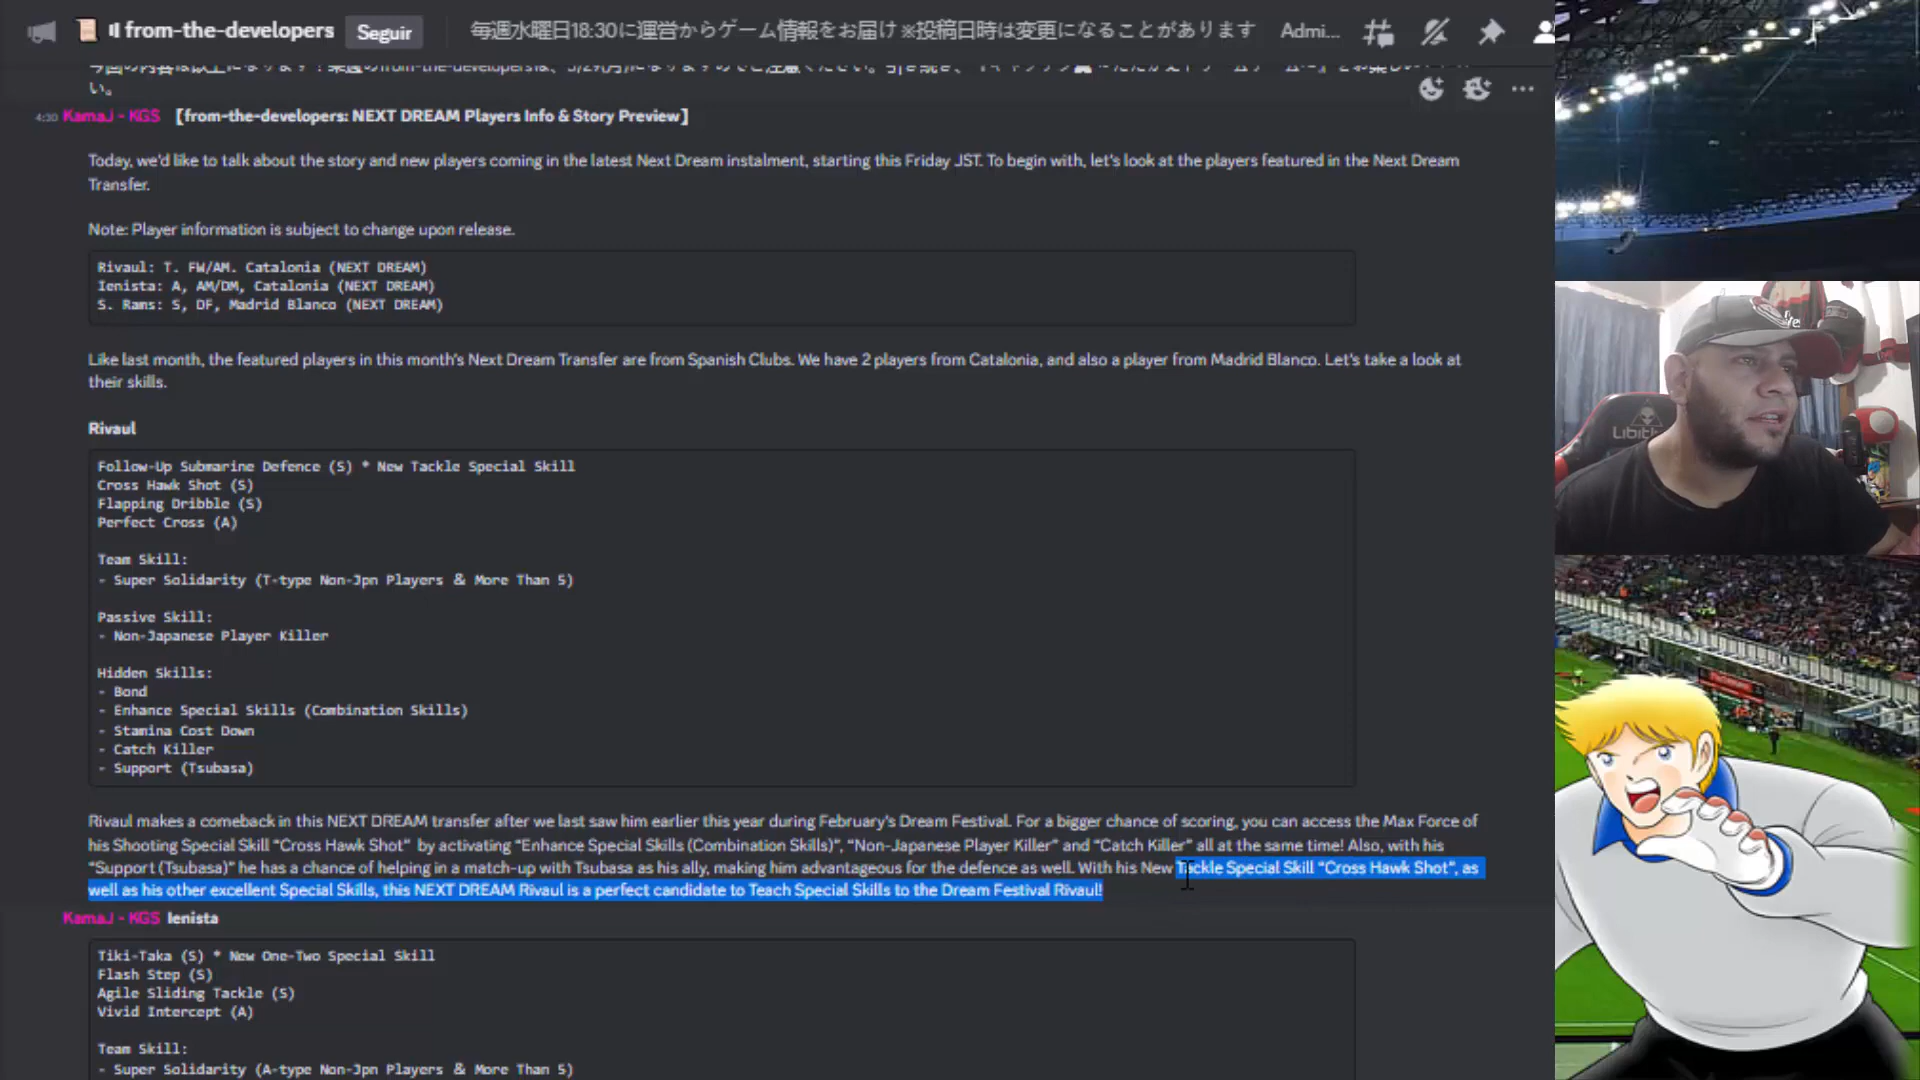 from-the-developers
Seguir
毎週水曜日18:30に運営からゲーム情報をお届け ※投稿日時は変更になることがあります
Admi...
い。
4:30 KamaJ - KGS [from-the-developers: NEXT DREAM Players Info & Story Preview]
Today, we'd like to talk about the story and new players coming in the latest Next Dream instalment, starting this Friday JST. To begin with, let's look at the players featured in the Next Dream
Transfer.
Note: Player information is subject to change upon release.
Rivaul: T. FW/AM. Catalonia (NEXT DREAM)
Ienista: A, AM/DM, Catalonia (NEXT DREAM)
S. Rams: S, DF, Madrid Blanco (NEXT DREAM)
Like last month, the featured players in this month's Next Dream Transfer are from Spanish Clubs. We have 2 players from Catalonia, and also a player from Madrid Blanco. Let's take a look at
their skills.
Rivaul
Follow-Up Submarine Defence (S) * New Tackle Special Skill
Cross Hawk Shot (S)
Flapping Dribble (S)
Perfect Cross (A)
Team Skill:
- Super Solidarity (T-type Non-Jpn Players & More Than 5)
Passive Skill:
- Non-Japanese Player Killer
Hidden Skills:
- Bond
- Enhance Special Skills (Combination Skills)
- Stamina Cost Down
- Catch Killer
- Support (Tsubasa)
Rivaul makes a comeback in this NEXT DREAM transfer after we last saw him earlier this year during February's Dream Festival. For a bigger chance of scoring, you can access the Max Force of
his Shooting Special Skill "Cross Hawk Shot" by activating "Enhance Special Skills (Combination Skills)", "Non-Japanese Player Killer" and "Catch Killer" all at the same time! Also, with his
"Support (Tsubasa)" he has a chance of helping in a match-up with Tsubasa as his ally, making him advantageous for the defence as well. With his New Tackle Special Skill "Cross Hawk Shot", as
well as his other excellent Special Skills, this NEXT DREAM Rivaul is a perfect candidate to Teach Special Skills to the Dream Festival Rivaul!
KamaJ - KGS Ienista
Tiki-Taka (S) * New One-Two Special Skill
Flash Step (S)
Agile Sliding Tackle (S)
Vivid Intercept (A)
Team Skill:
- Super Solidarity (A-type Non-Jpn Players & More Than 5)